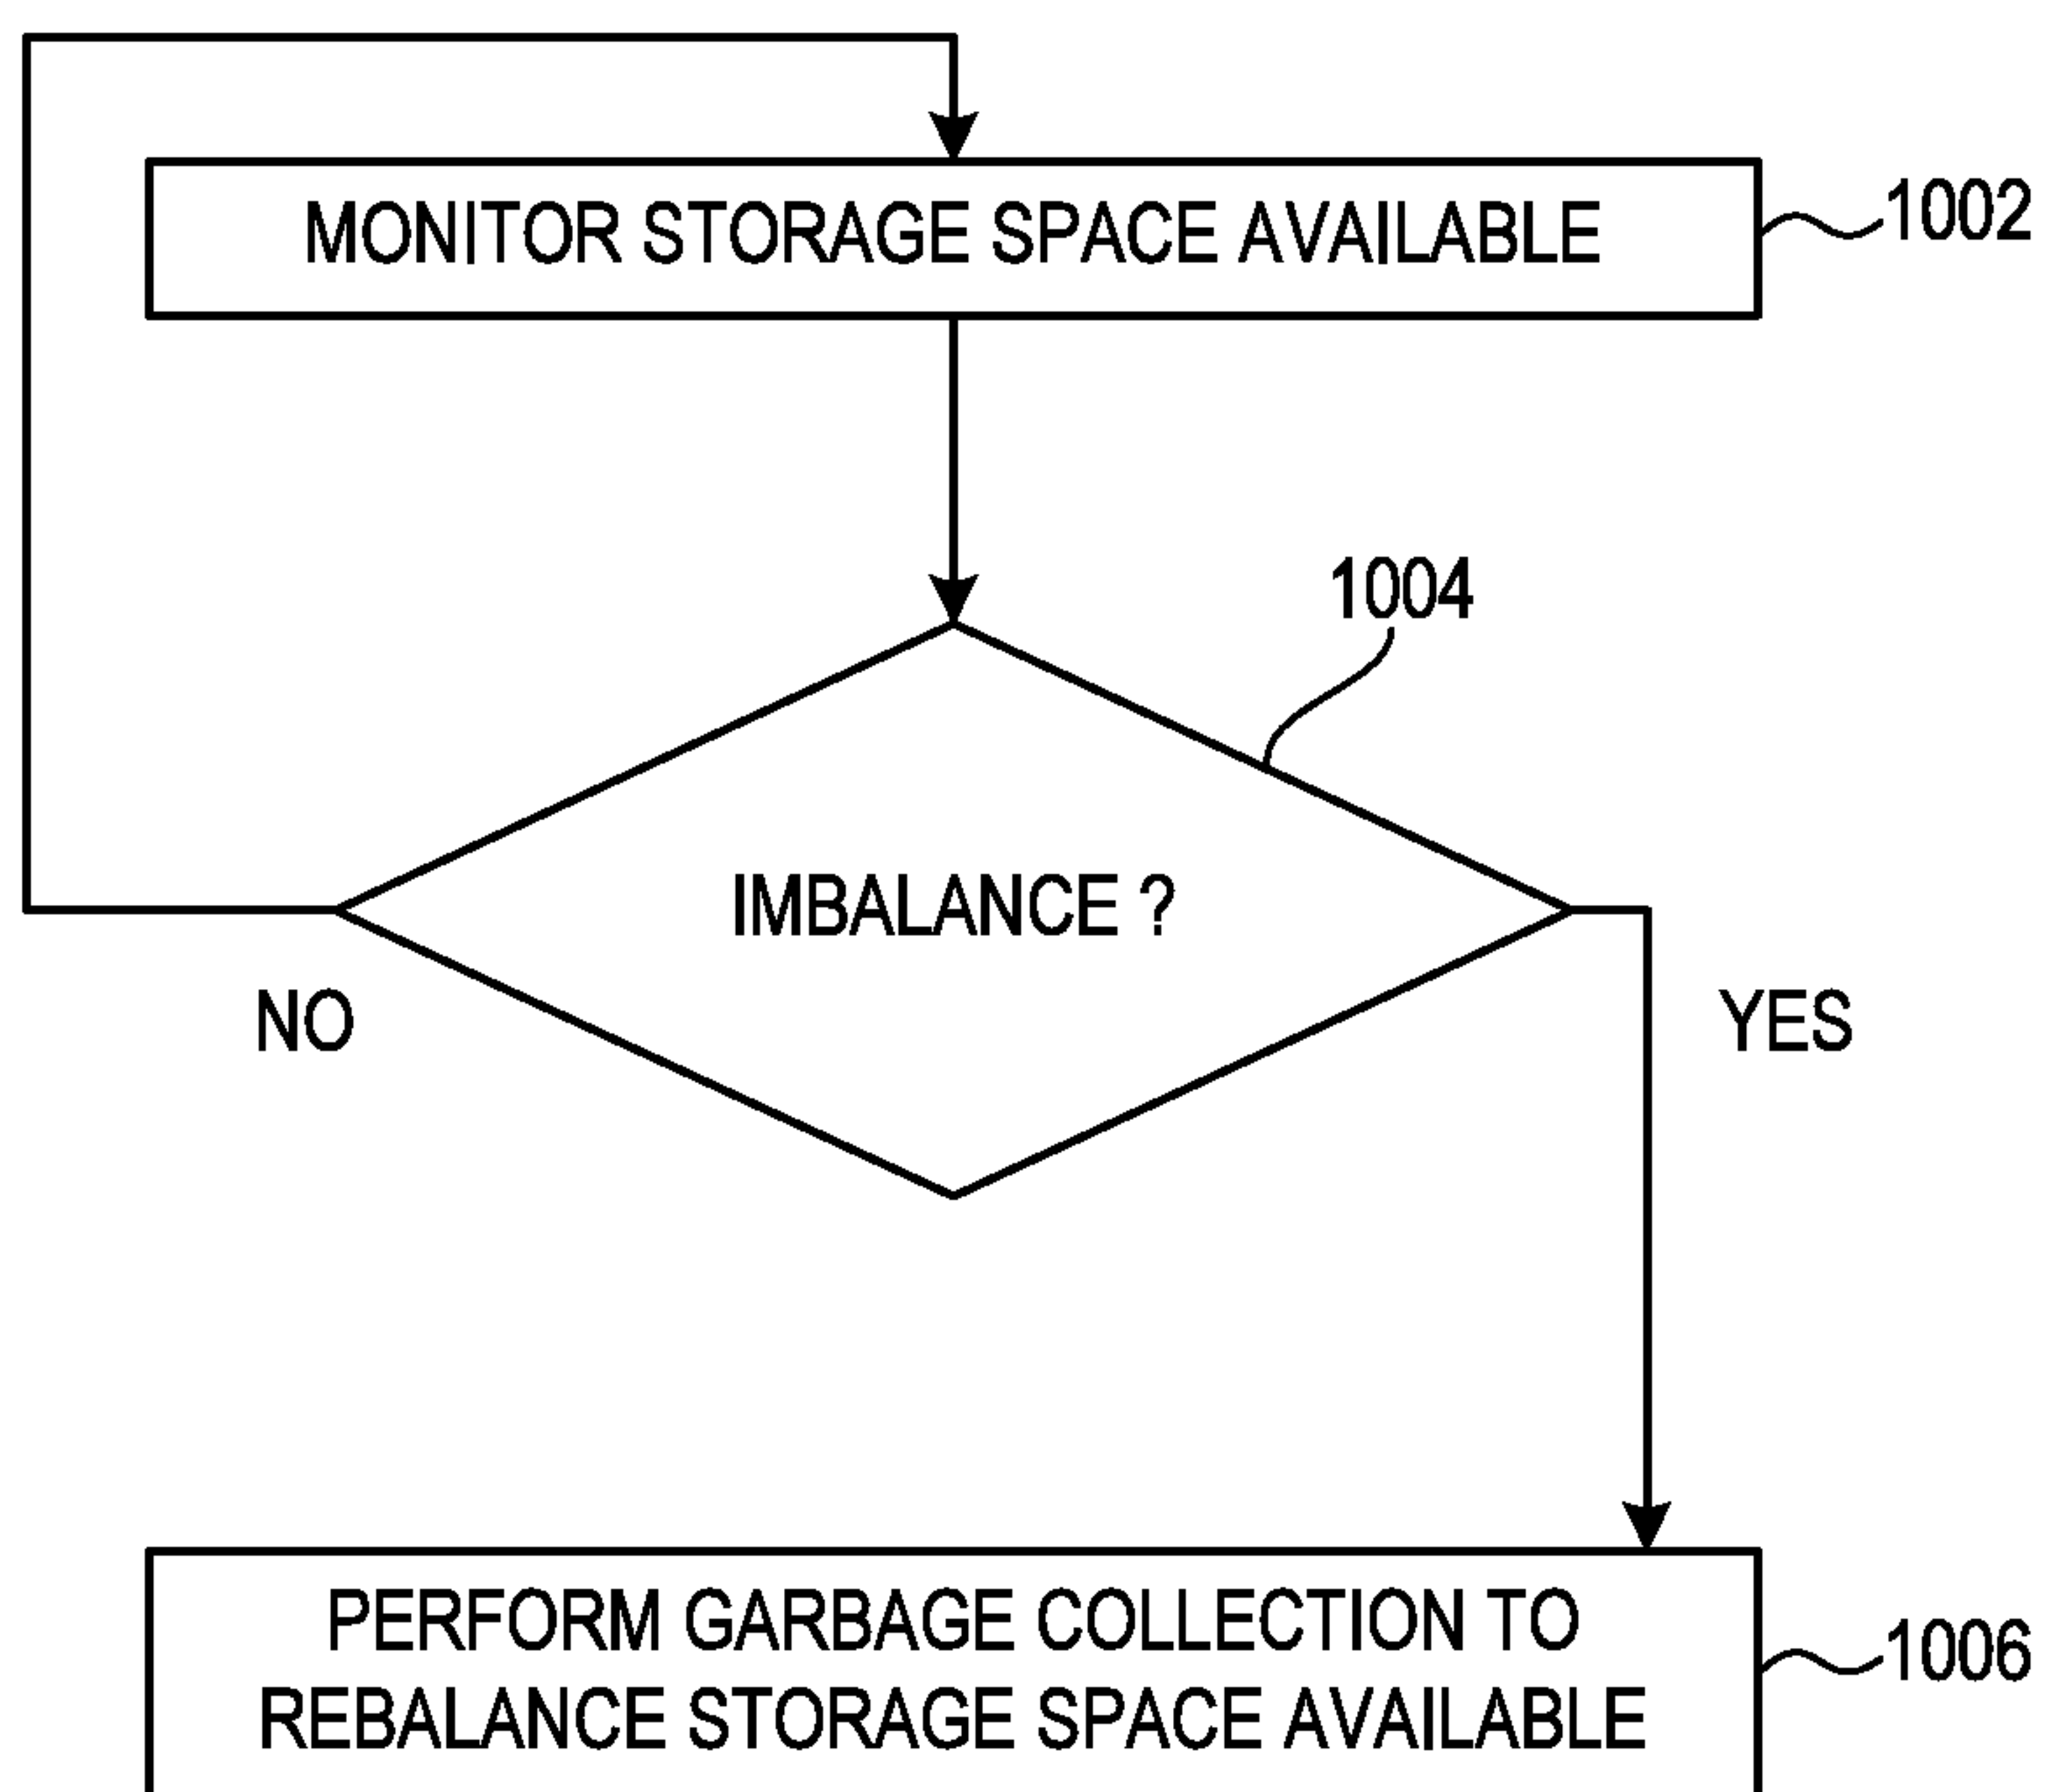 MONITOR STORAGE SPACE AVAILABLE
1002
1004
IMBALANCE ?
NO
YES
PERFORM GARBAGE COLLECTION TO
REBALANCE STORAGE SPACE AVAILABLE
1006